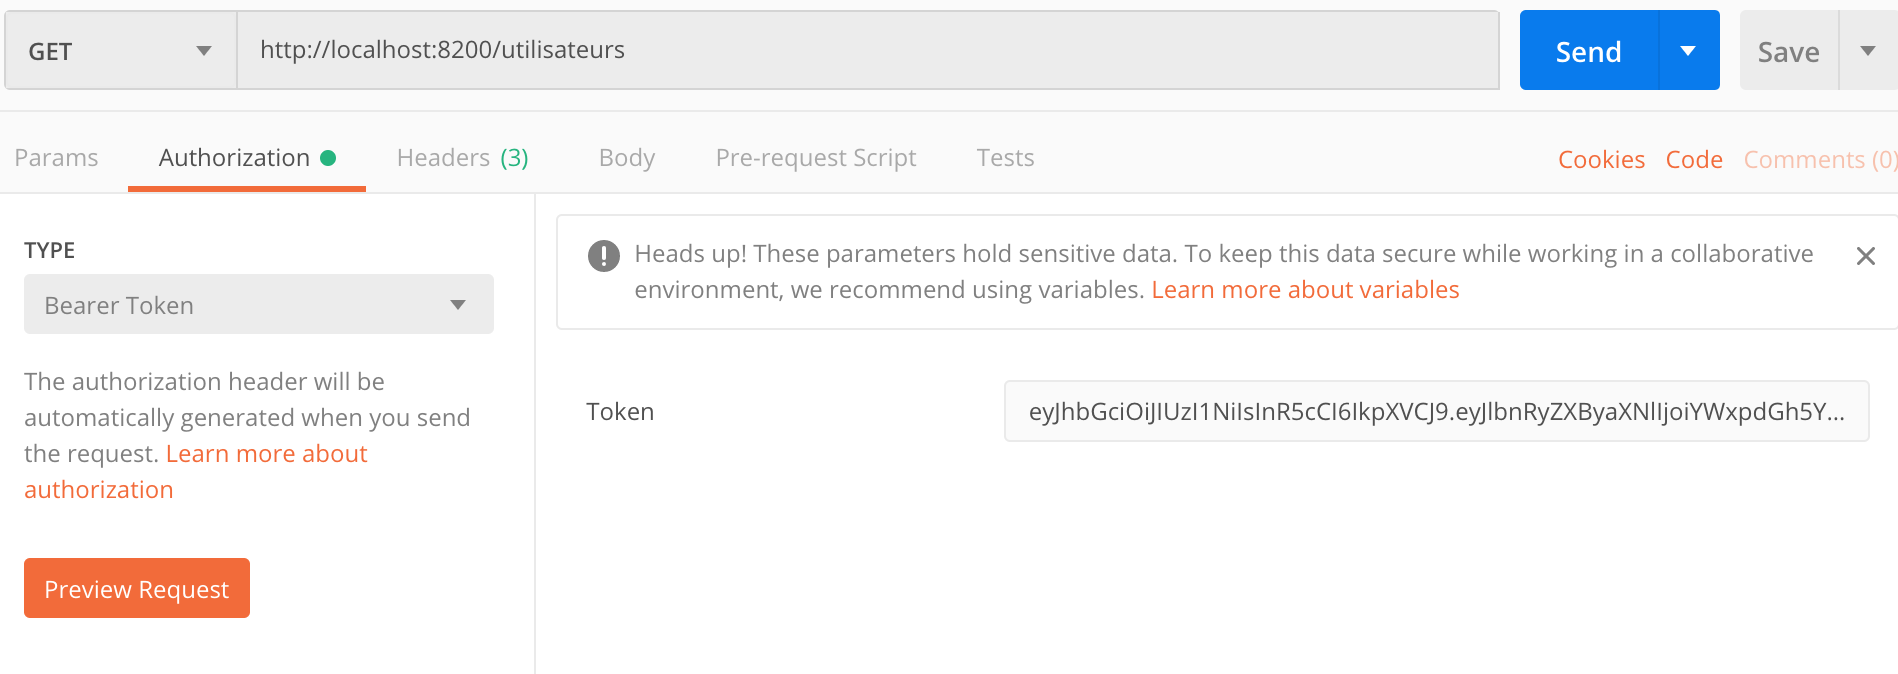 GET
http://localhost:8200/utilisateurs
Send
Save
Params
Authorization
Headers (3)
Body
Pre-request Script
Tests
Cookies
Code
Comments (0)
TYPE
Bearer Token
The authorization header will be
automatically generated when you send
the request. Learn more about
authorization
Preview Request
Heads up! These parameters hold sensitive data. To keep this data secure while working in a collaborative
environment, we recommend using variables. Learn more about variables
Token
eyJhbGciOiJIUzI1NiIsInR5cCI6IkpXVCJ9.eyJlbnRyZXByaXNlIjoiYWxpdGh5Y...